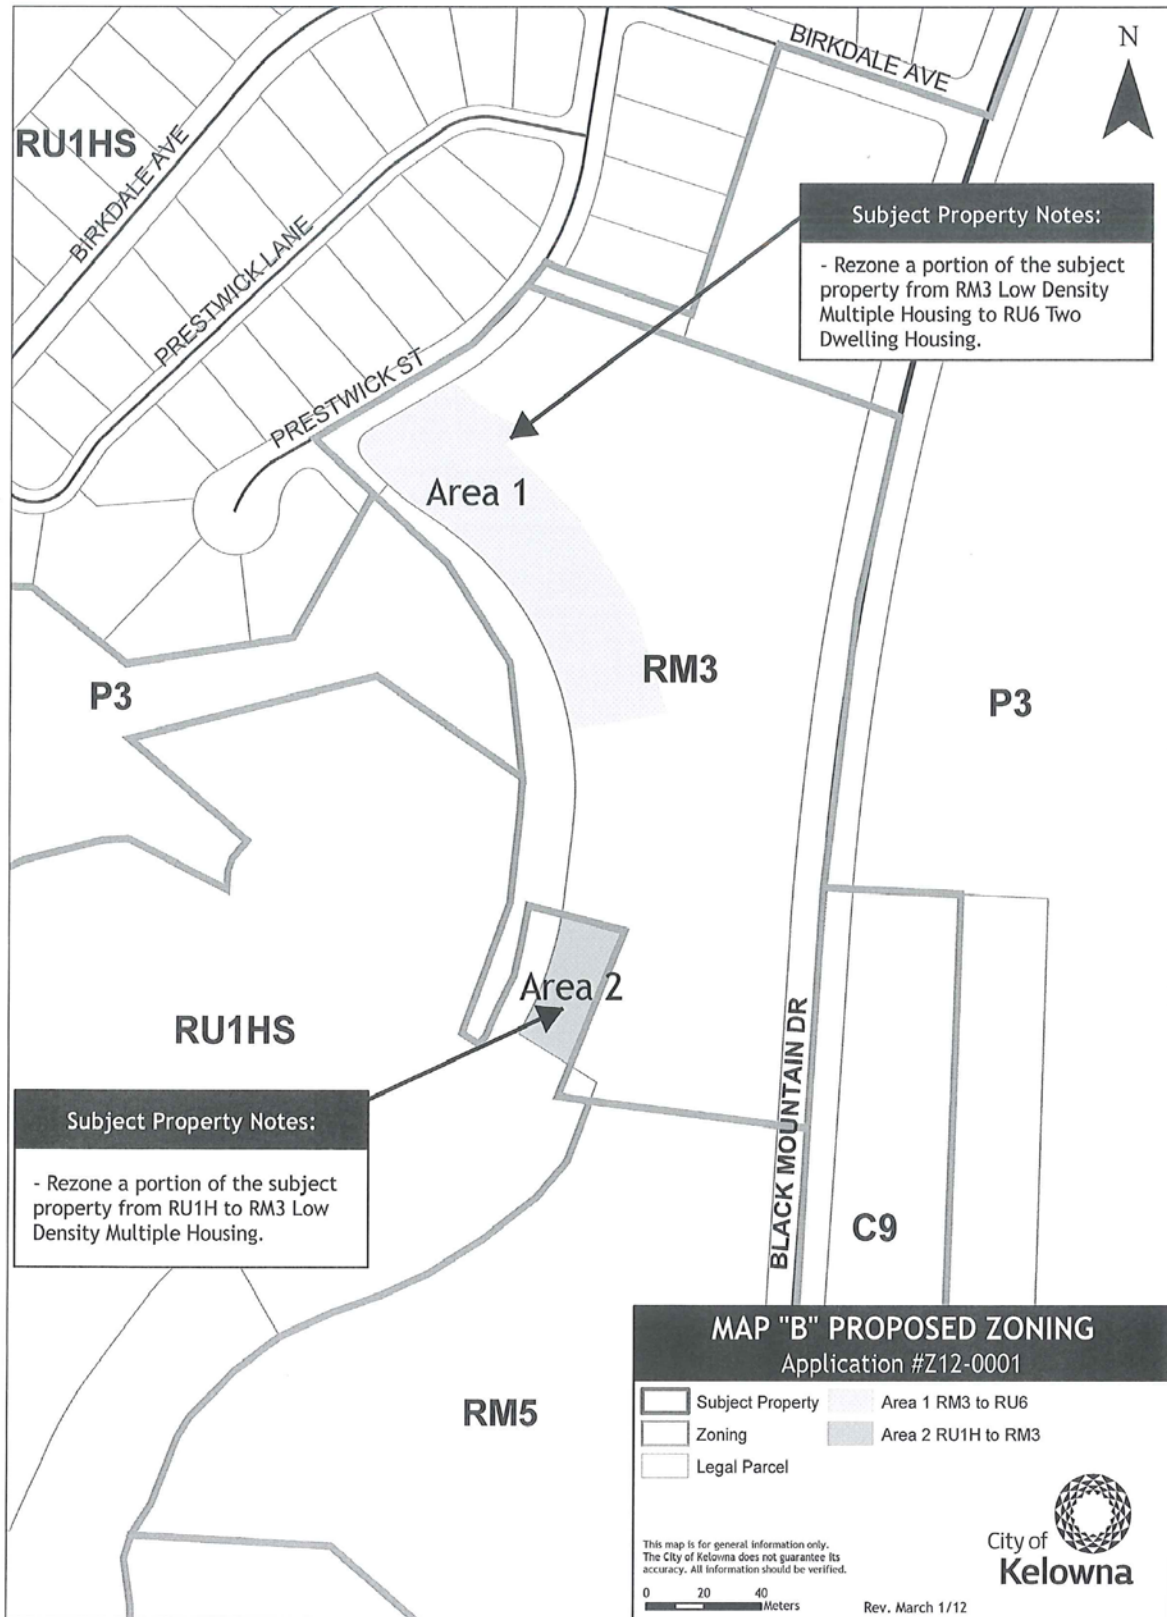 BIRKDALE AVE
N
RU1HS
BIRKDALE AVE
Subject Property Notes:
- Rezone a portion of the subject
property from RM3 Low Density
Multiple Housing to RU6 Two
Dwelling Housing.
PRESTWICK LANE
PRESTWICK ST
Area 1
RM3
P3
P3
Area 2
RU1HS
BLACK MOUNTAIN DR
Subject Property Notes:
- Rezone a portion of the subject
property from RU1H to RM3 Low
Density Multiple Housing.
C9
RM5
MAP "B" PROPOSED ZONING
Application #Z12-0001
Subject Property
Area 1 RM3 to RU6
Zoning
Area 2 RU1H to RM3
Legal Parcel
This map is for general information only.
The City of Kelowna does not guarantee its
accuracy. All information should be verified.
0 20 40
Meters
Rev. March 1/12
City of
Kelowna